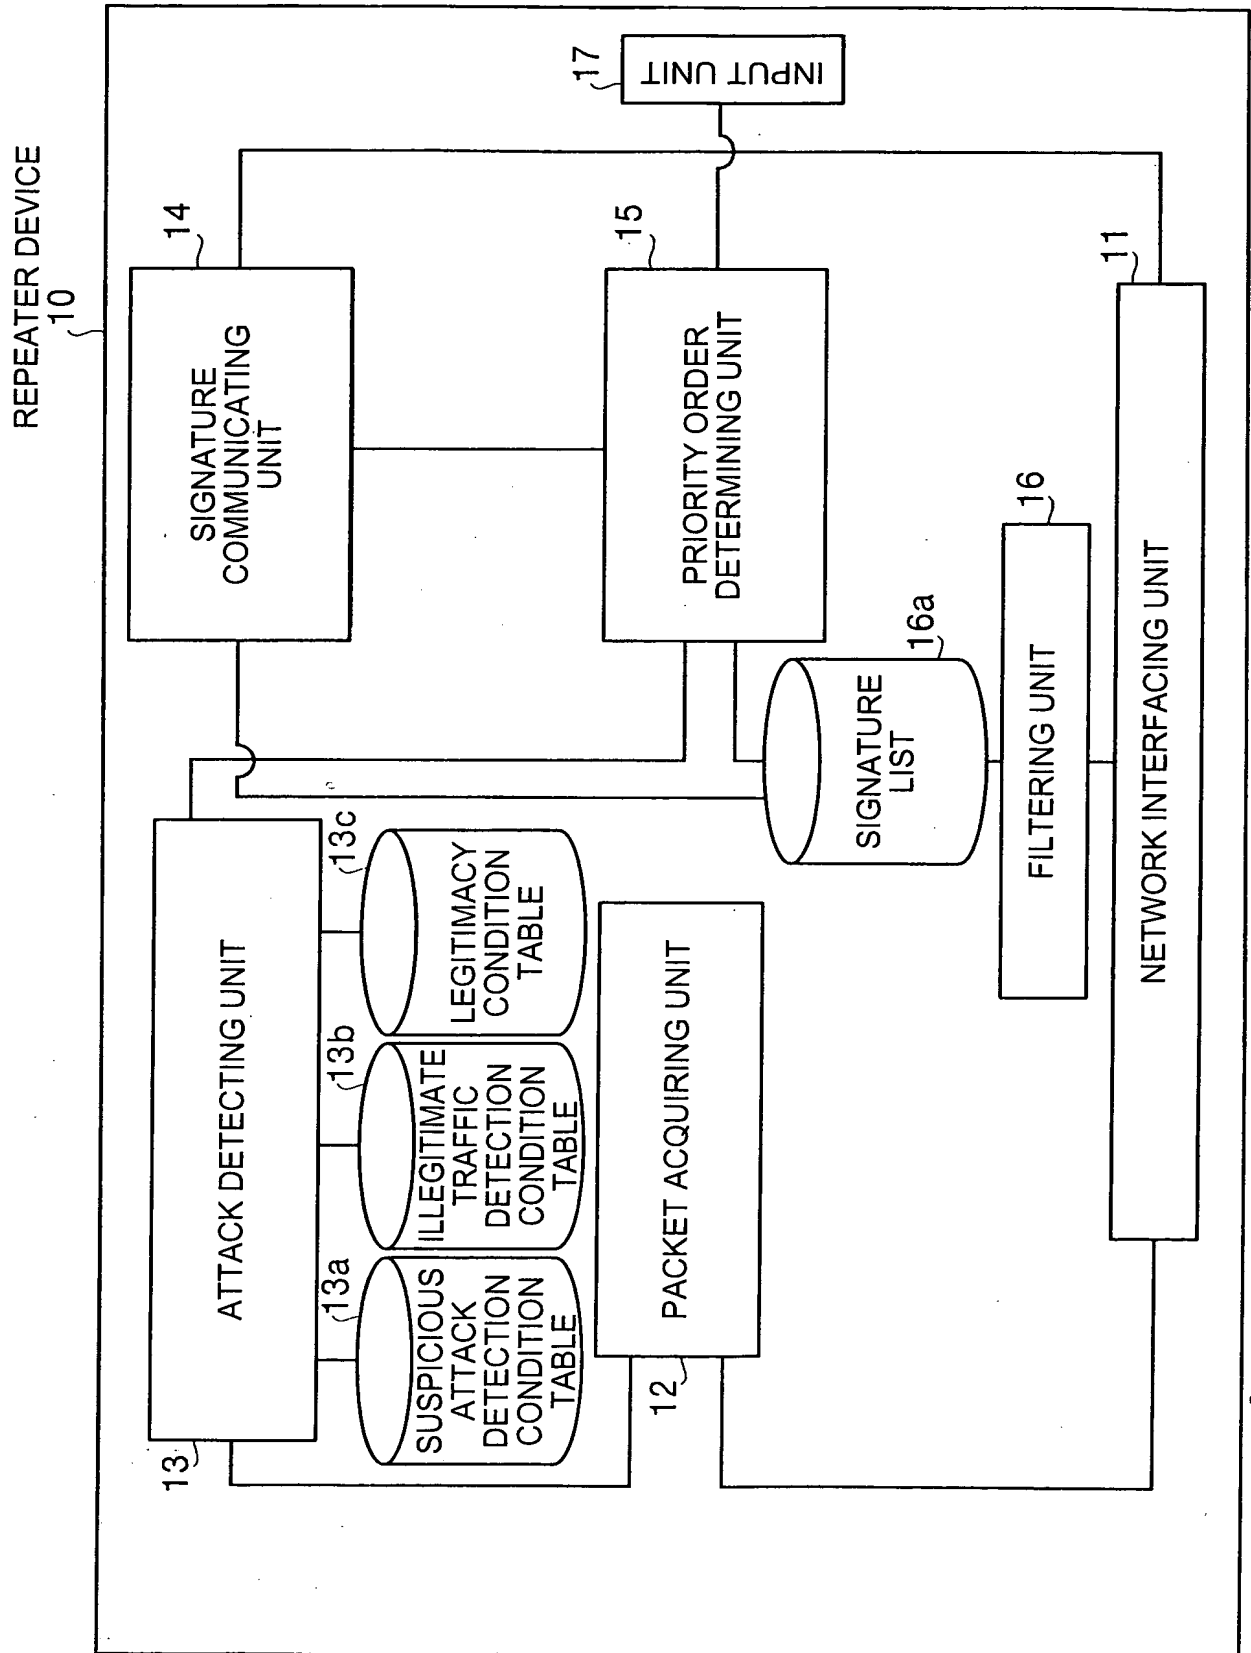 REPEATER DEVICE
10
13
ATTACK DETECTING UNIT
13a
SUSPICIOUS
ATTACK
DETECTION
CONDITION
TABLE
13b
ILLEGITIMATE
TRAFFIC
DETECTION
CONDITION
TABLE
13c
LEGITIMACY
CONDITION
TABLE
14
SIGNATURE
COMMUNICATING
UNIT
12
PACKET ACQUIRING UNIT
15
PRIORITY ORDER
DETERMINING UNIT
17
INPUT UNIT
16a
SIGNATURE
LIST
16
FILTERING UNIT
11
NETWORK INTERFACING UNIT